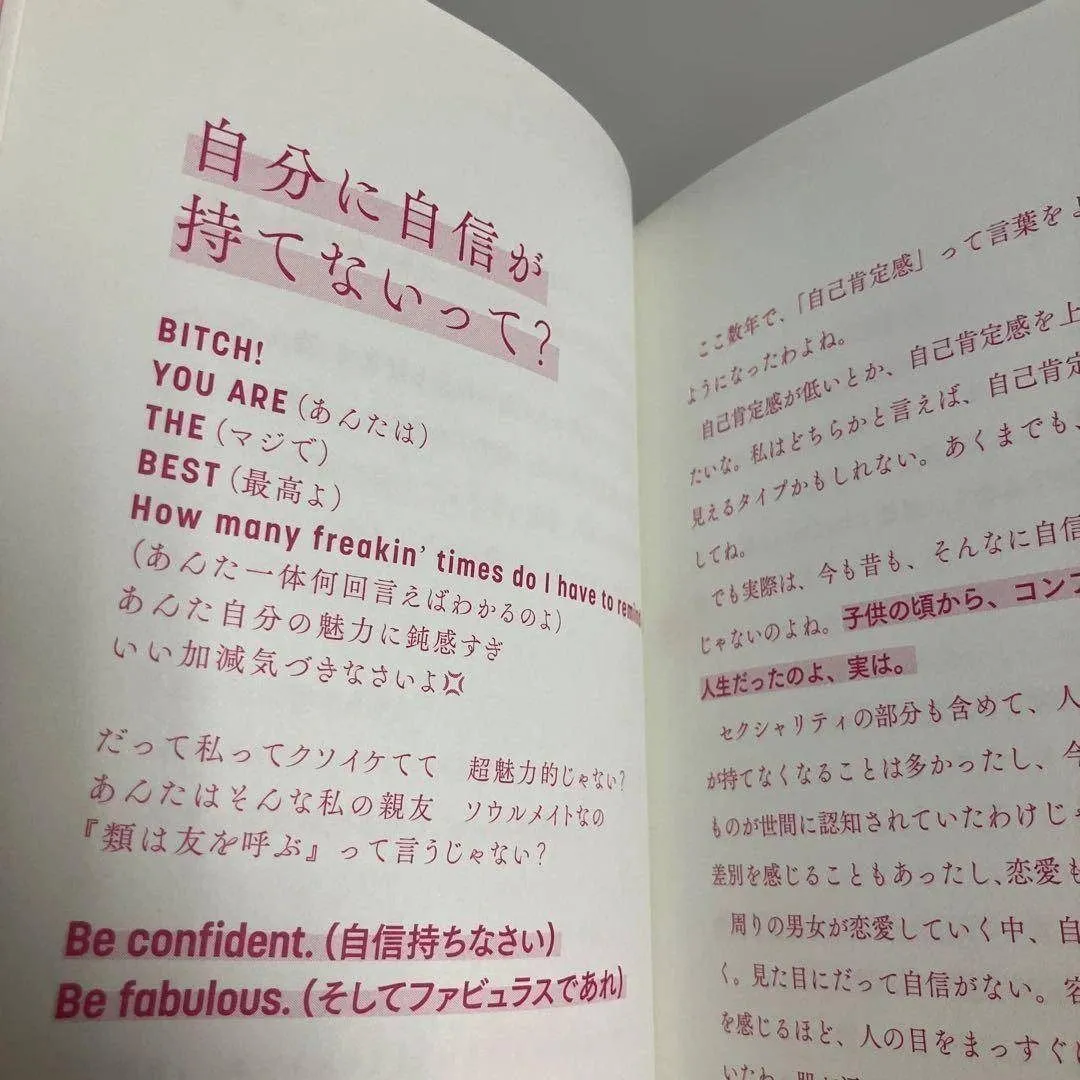 自分に自信が
持てないって?
BITCH!
YOU ARE(あんたは)
THE(マジで)
BEST(最高よ)
How many freakin' times do I have to
(あんた一体何回言えばわかるのよ)
あんた自分の魅力に鈍感すぎ
いい加減気づきなさいよ💢
だって私ってクソイケてて 超魅力的じゃない?
あんたはそんな私の親友 ソウルメイトなの
『類は友を呼ぶ』って言うじゃない?
Be confident.(自信持ちなさい)
Be fabulous.(そしてファビュラスであれ)
ここ数年で、「自己肯定感」って言葉をよ
ようになったわよね。
自己肯定感が低いとか、自己肯定感を上
たいな。私はどちらかと言えば、自己肯定
見えるタイプかもしれない。あくまでも、
してね。
でも実際は、今も昔も、そんなに自信
じゃないのよね。子供の頃から、コンプ
人生だったのよ、実は。
セクシャリティの部分も含めて、人
が持てなくなることは多かったし、今
ものが世間に認知されていたわけじゃ
差別を感じることもあったし、恋愛も
周りの男女が恋愛していく中、自
く。見た目にだって自信がない。容
を感じるほど、人の目をまっすぐに